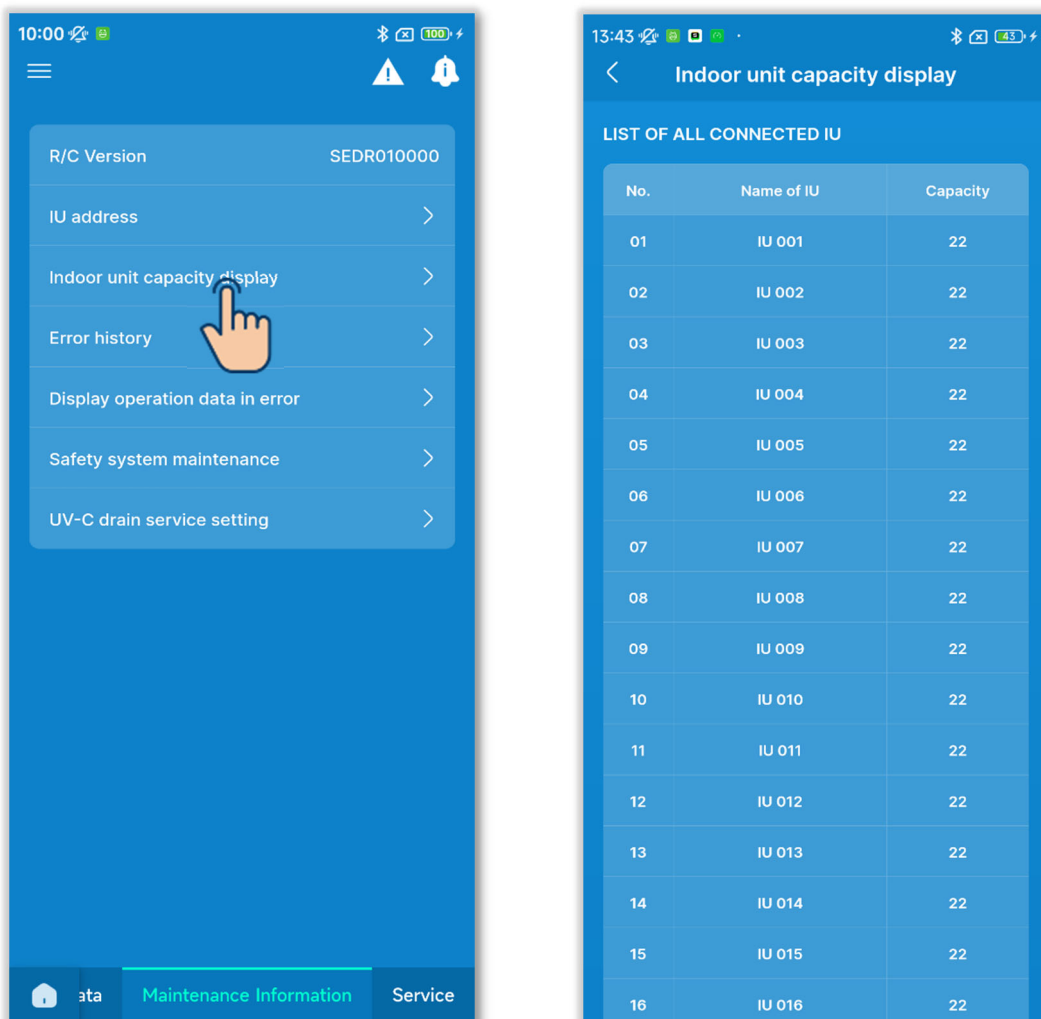 10:00
100
R/C Version SEDR010000
IU address
Indoor unit capacity display
Error history
Display operation data in error
Safety system maintenance
UV-C drain service setting
ata Maintenance Information Service
13:43
43
Indoor unit capacity display
LIST OF ALL CONNECTED IU
No. Name of IU Capacity
01 IU 001 22
02 IU 002 22
03 IU 003 22
04 IU 004 22
05 IU 005 22
06 IU 006 22
07 IU 007 22
08 IU 008 22
09 IU 009 22
10 IU 010 22
11 IU 011 22
12 IU 012 22
13 IU 013 22
14 IU 014 22
15 IU 015 22
16 IU 016 22